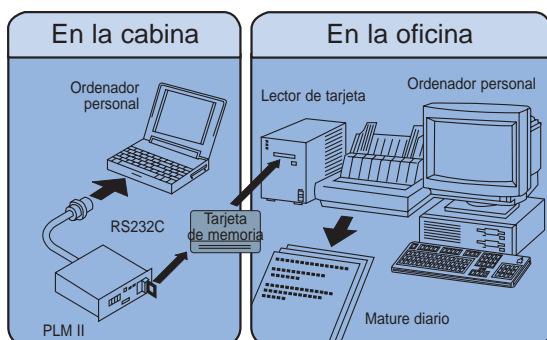 En la cabina
Ordenador
personal
RS232C
Tarjeta
de memoria
PLM II
En la oficina
Lector de tarjeta
Ordenador personal
Mature diario